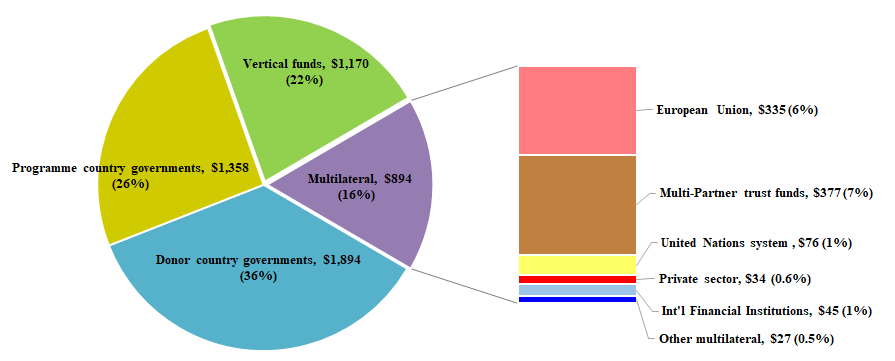 Vertical funds, $1,170
(22%)
Programme country governments, $1,358
(26%)
Multilateral, $894
(16%)
Donor country governments, $1,894
(36%)
European Union, $335 (6%)
Multi-Partner trust funds, $377 (7%)
United Nations system , $76 (1%)
Private sector, $34 (0.6%)
Int'l Financial Institutions, $45 (1%)
Other multilateral, $27 (0.5%)